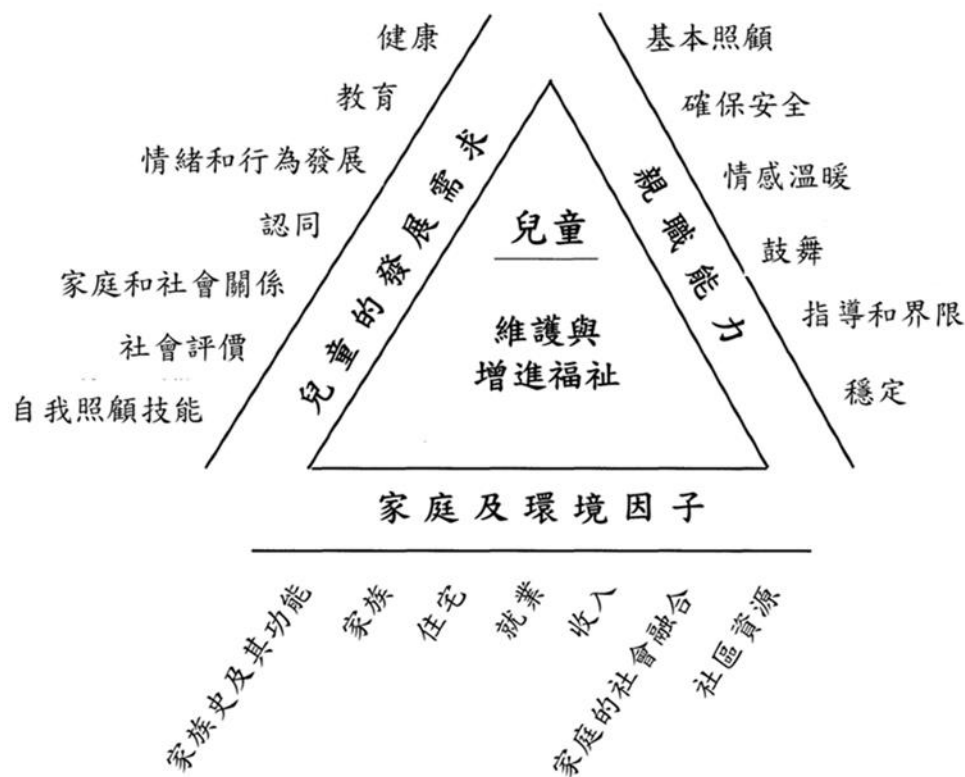 健康
教育
情緒和行為發展
認同
家庭和社會關係
社會評價
自我照顧技能
兒童的發展需求
兒童
維護與
增進福祉
親職能力
基本照顧
確保安全
情感溫暖
鼓舞
指導和界限
穩定
家庭及環境因子
家族史及其功能
家族
住宅
就業
收入
家庭的社會融合
社區資源